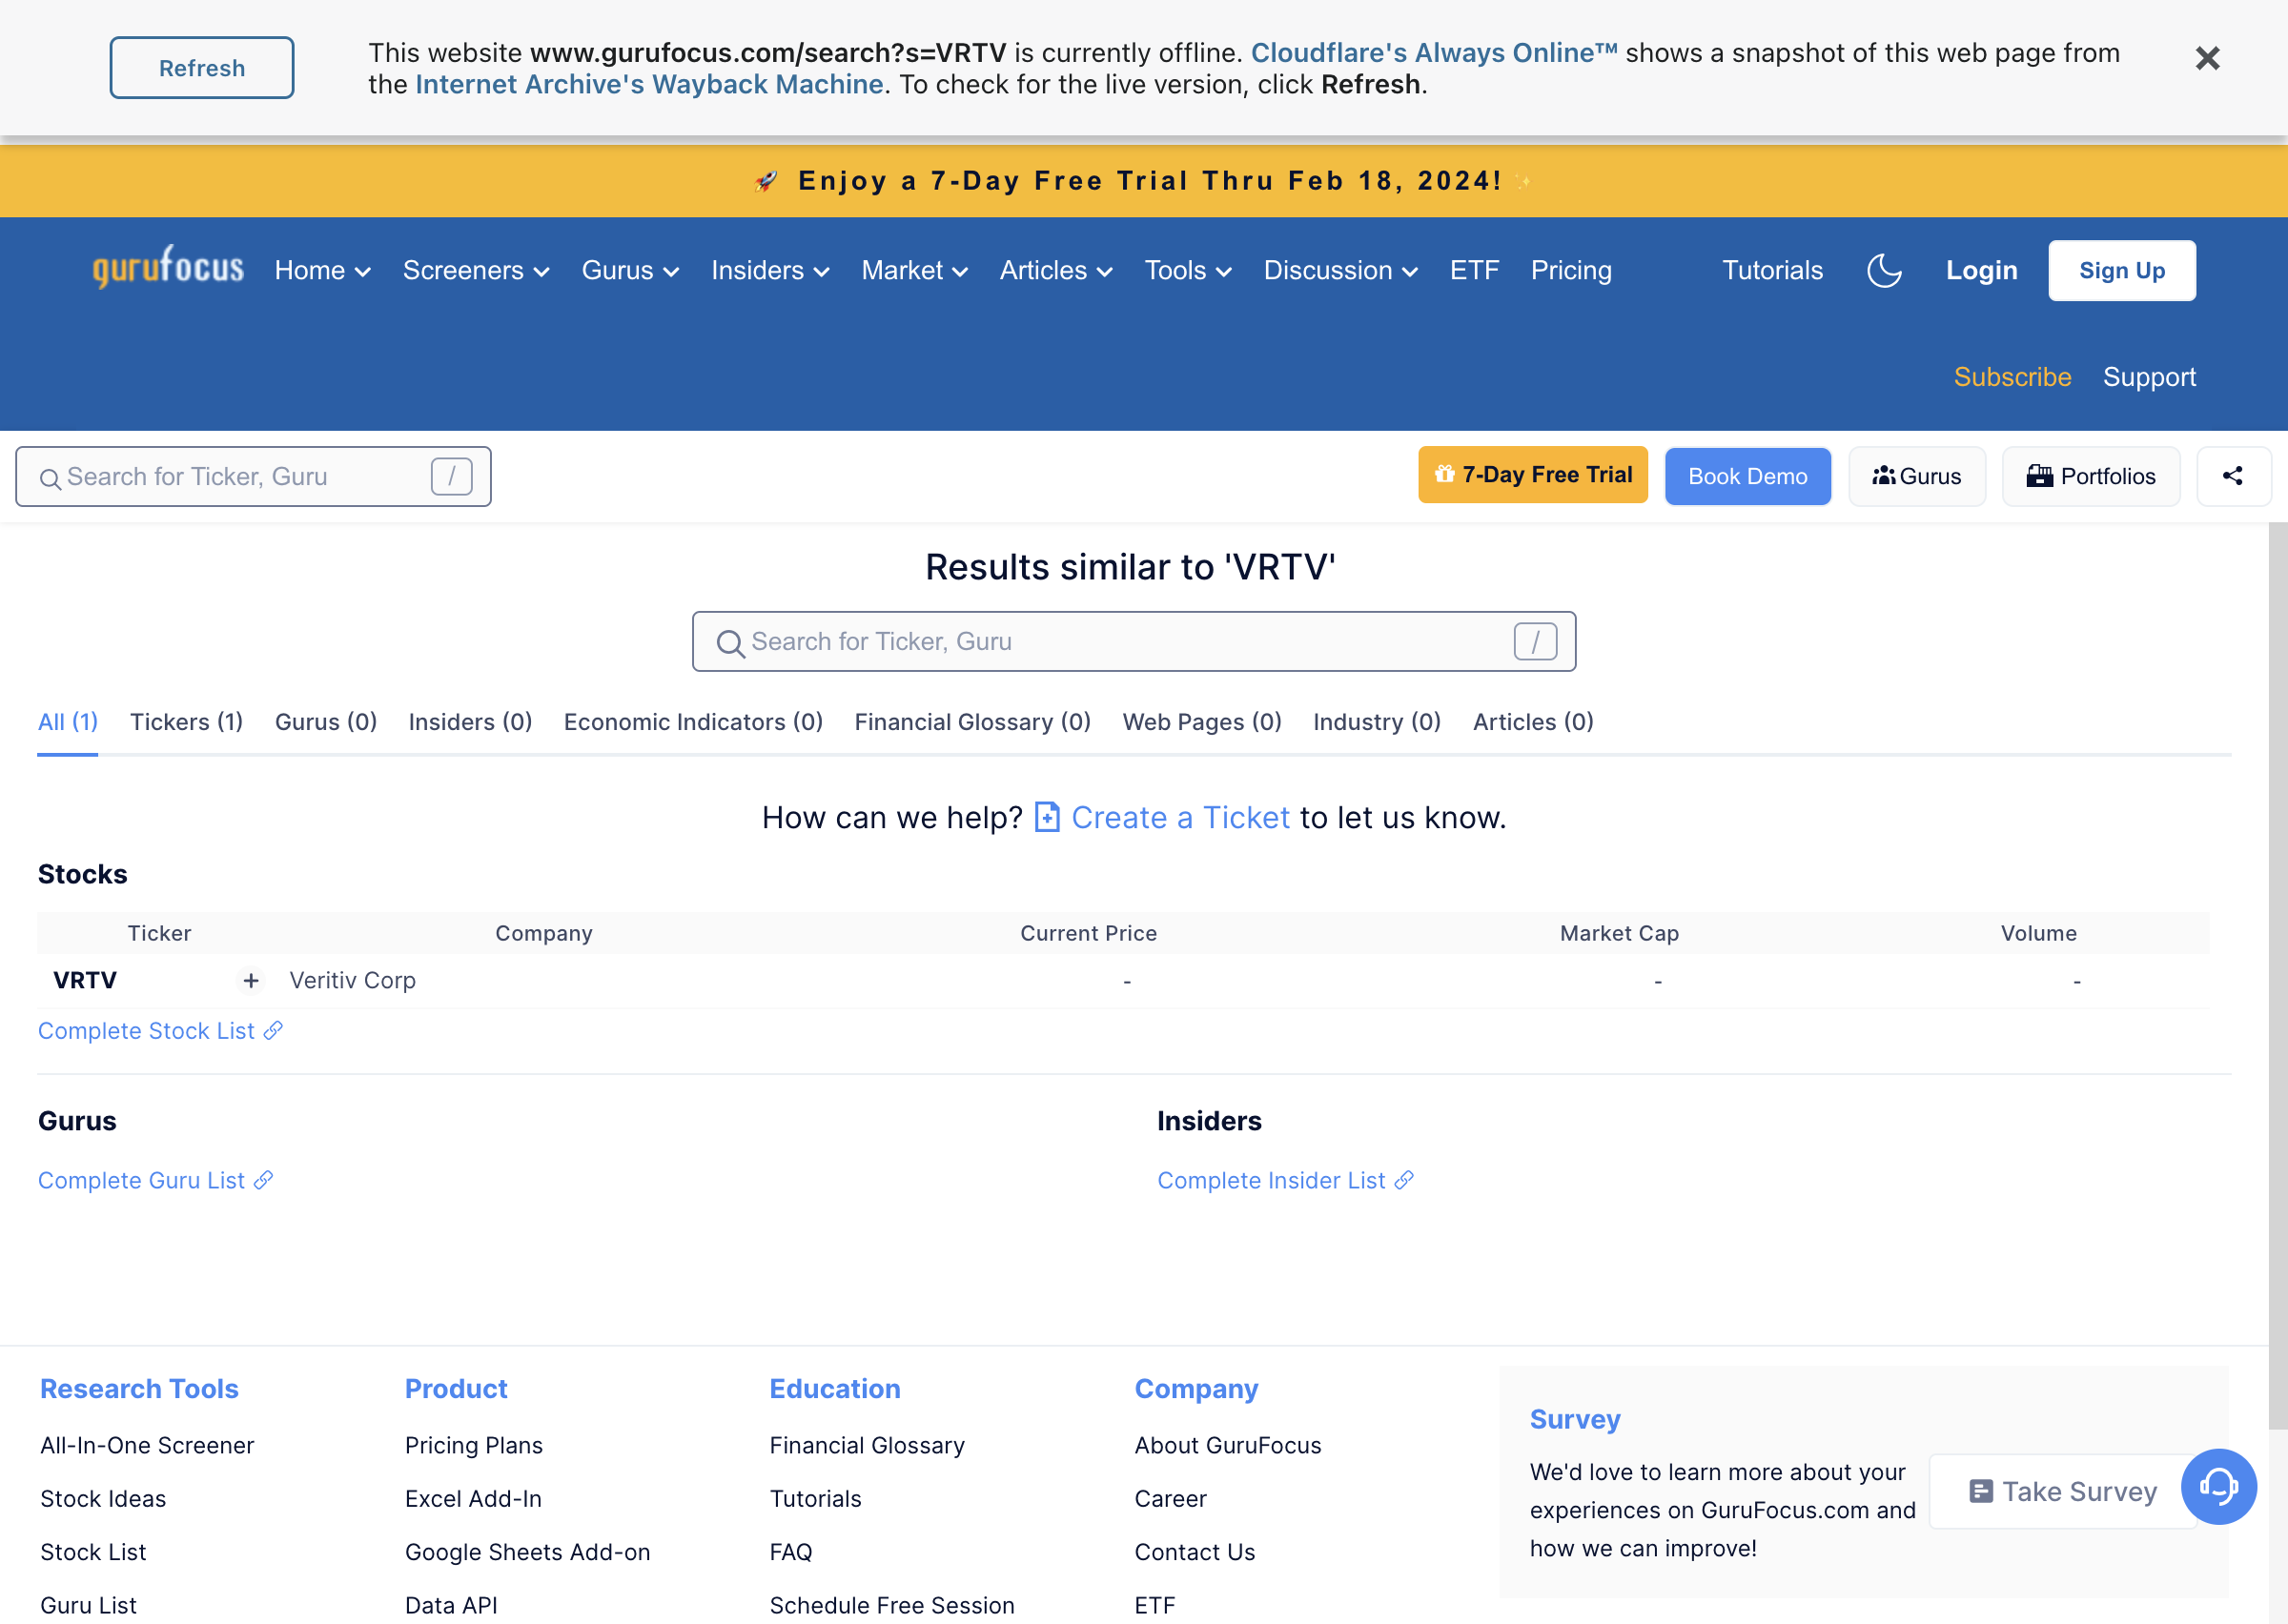 Refresh
This website www.gurufocus.com/search?s=VRTV is currently offline. Cloudflare's Always Online™ shows a snapshot of this web page from
the Internet Archive's Wayback Machine. To check for the live version, click Refresh.
🚀 Enjoy a 7-Day Free Trial Thru Feb 18, 2024! ✨
gurufocus Home Screeners Gurus Insiders Market Articles Tools Discussion ETF Pricing Tutorials Login Sign Up
Subscribe Support
Search for Ticker, Guru /
7-Day Free Trial Book Demo Gurus Portfolios
Results similar to 'VRTV'
Search for Ticker, Guru /
All (1) Tickers (1) Gurus (0) Insiders (0) Economic Indicators (0) Financial Glossary (0) Web Pages (0) Industry (0) Articles (0)
How can we help? Create a Ticket to let us know.
Stocks
Ticker Company Current Price Market Cap Volume
VRTV + Veritiv Corp - - -
Complete Stock List
Gurus Insiders
Complete Guru List Complete Insider List
Research Tools Product Education Company
All-In-One Screener Pricing Plans Financial Glossary About GuruFocus
Stock Ideas Excel Add-In Tutorials Career
Stock List Google Sheets Add-on FAQ Contact Us
Guru List Data API Schedule Free Session ETF
Survey
We'd love to learn more about your
experiences on GuruFocus.com and
how we can improve!
Take Survey